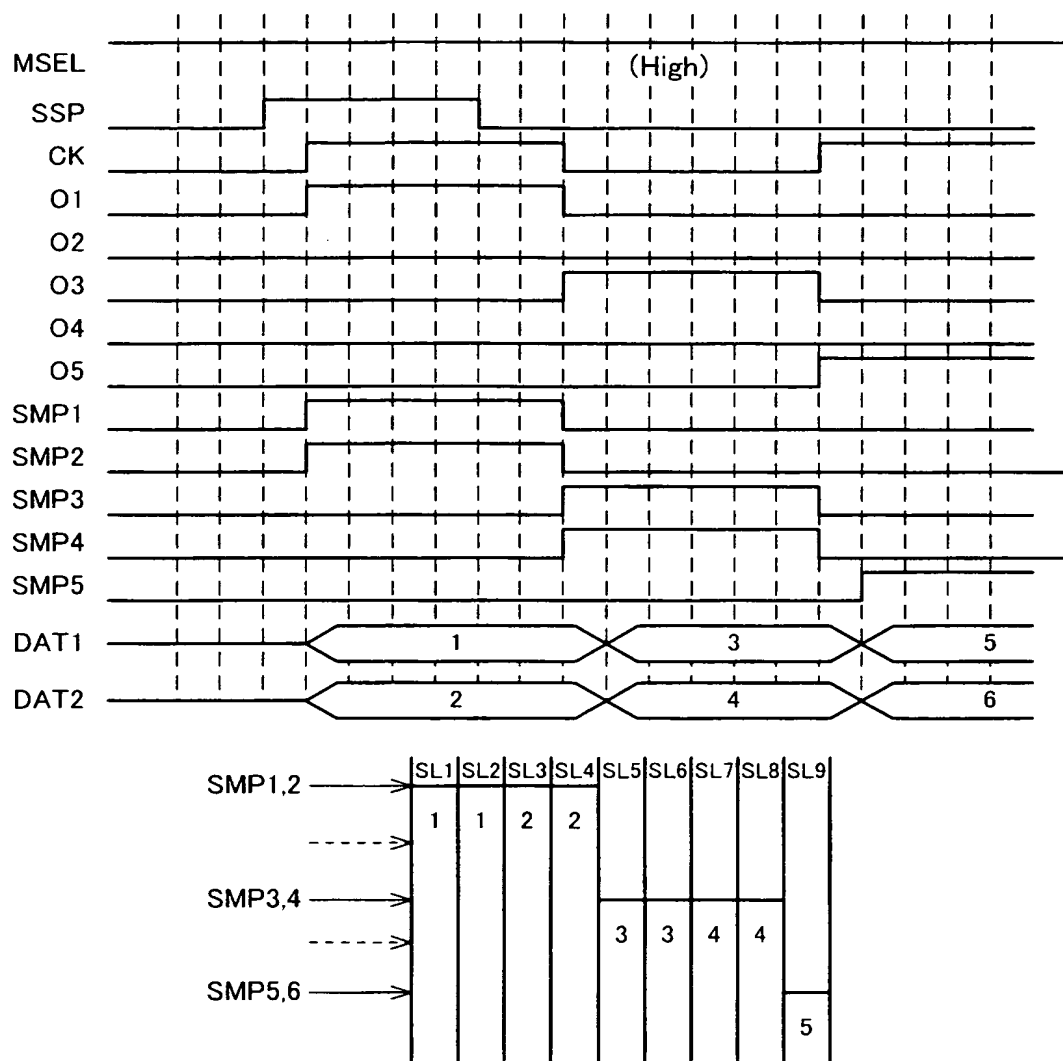 MSEL (High)
SSP
CK
O1
O2
O3
O4
O5
SMP1
SMP2
SMP3
SMP4
SMP5
DAT1 1 3 5
DAT2 2 4 6
SL1 SL2 SL3 SL4 SL5 SL6 SL7 SL8 SL9
SMP1,2
1 1 2 2
SMP3,4
3 3 4 4
SMP5,6
5